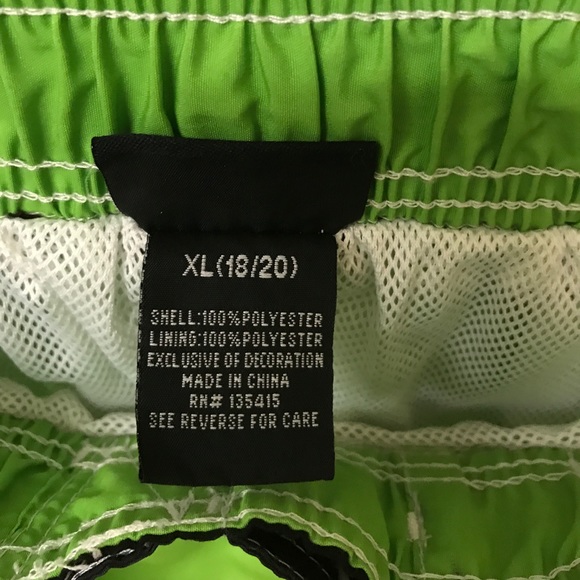 XL(18/20)
SHELL:100%POLYESTER
LINING:100%POLYESTER
EXCLUSIVE OF DECORATION
MADE IN CHINA
RN# 135415
SEE REVERSE FOR CARE